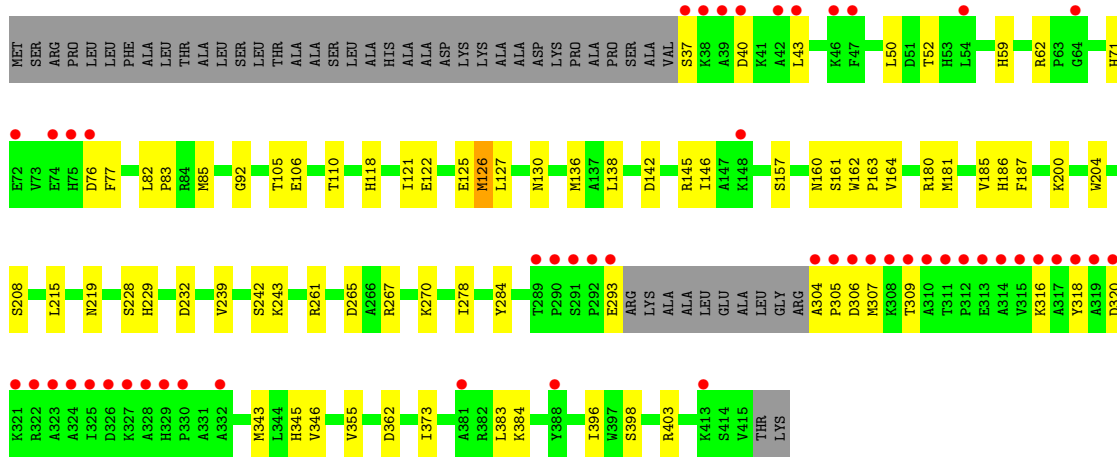 MET SER ARG PRO LEU LEU PHE ALA LEU THR ALA LEU SER LEU THR ALA ALA SER LEU ALA HIS ALA ALA ASP LYS LYS ALA ALA ASP LYS PRO ALA PRO SER ALA VAL S37 K38 A39 D40 K41 A42 L43 K46 F47 L50 D51 T52 H53 L54 H59 R62 P63 G64 H71
E72 V73 E74 H75 D76 F77 L82 P83 R84 M85 G92 T105 E106 T110 H118 I121 E122 E125 M126 L127 N130 M136 A137 L138 D142 R145 I146 A147 K148 S157 N160 S161 W162 P163 V164 R180 M181 V185 H186 F187 K200 W204
S208 L215 N219 S228 H229 D232 V239 S242 K243 R261 D265 A266 R267 K270 I278 Y284 T289 P290 S291 P292 E293 ARG LYS ALA ALA LEU GLU ALA LEU GLY ARG A304 P305 D306 M307 K308 T309 A310 T311 P312 E313 A314 V315 K316 A317 Y318 A319 D320
K321 R322 A323 A324 I325 D326 K327 A328 H329 P330 A331 A332 M343 L344 H345 V346 V355 D362 I373 A381 R382 L383 K384 Y388 I396 W397 S398 R403 K413 S414 V415 THR LYS